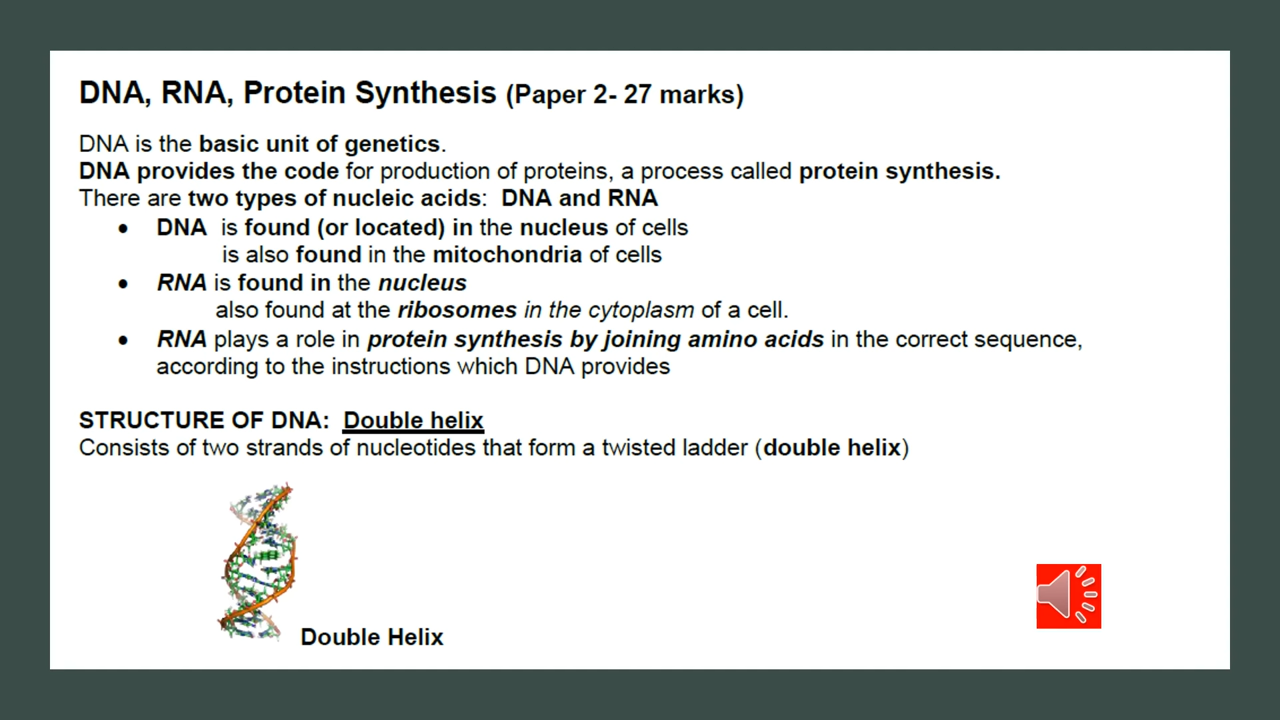 DNA, RNA, Protein Synthesis (Paper 2- 27 marks)
DNA is the basic unit of genetics.
DNA provides the code for production of proteins, a process called protein synthesis.
There are two types of nucleic acids: DNA and RNA
• DNA is found (or located) in the nucleus of cells
is also found in the mitochondria of cells
• RNA is found in the nucleus
also found at the ribosomes in the cytoplasm of a cell.
• RNA plays a role in protein synthesis by joining amino acids in the correct sequence,
according to the instructions which DNA provides
STRUCTURE OF DNA: Double helix
Consists of two strands of nucleotides that form a twisted ladder (double helix)
Double Helix